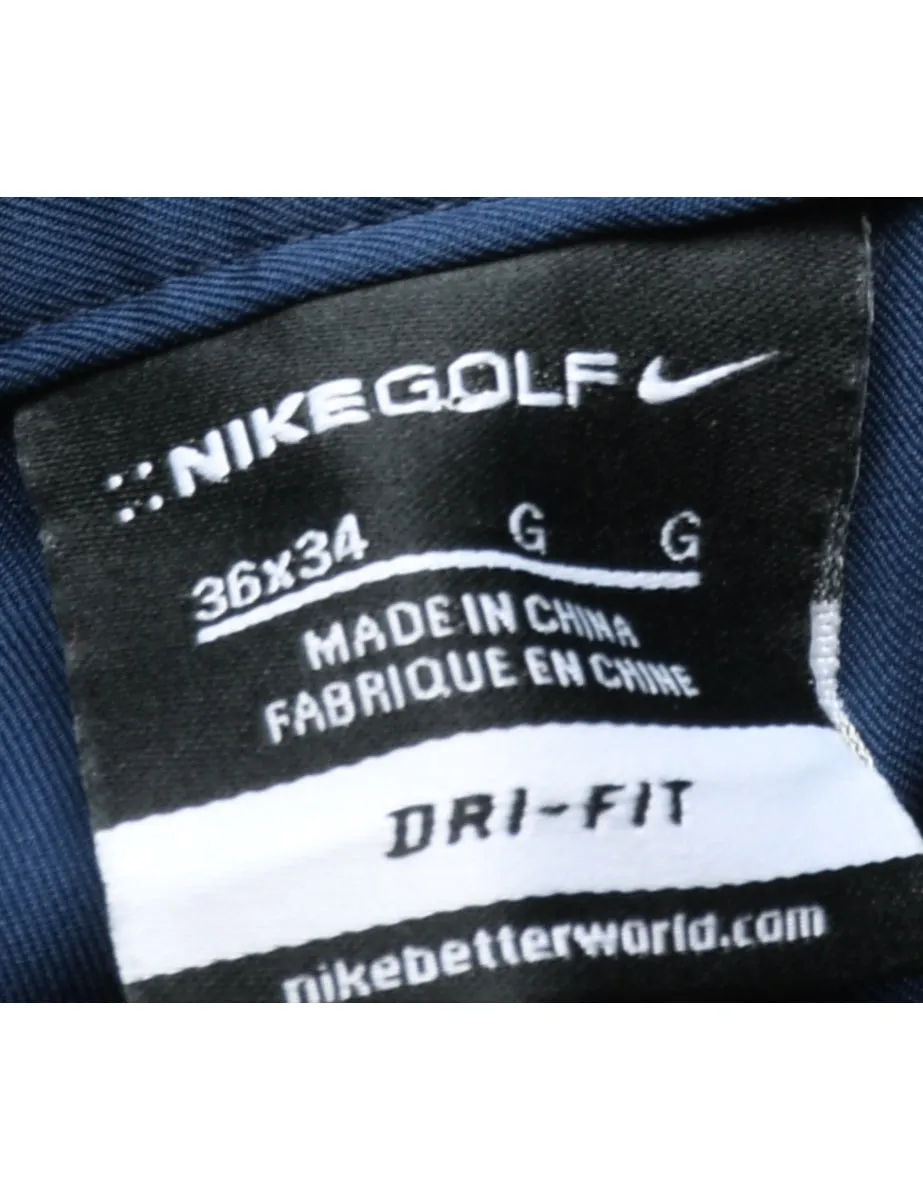 NIKEGOLF
36x34 G G
MADE IN CHINA
FABRIQUE EN CHINE
DRI-FIT
nikebetterworld.com